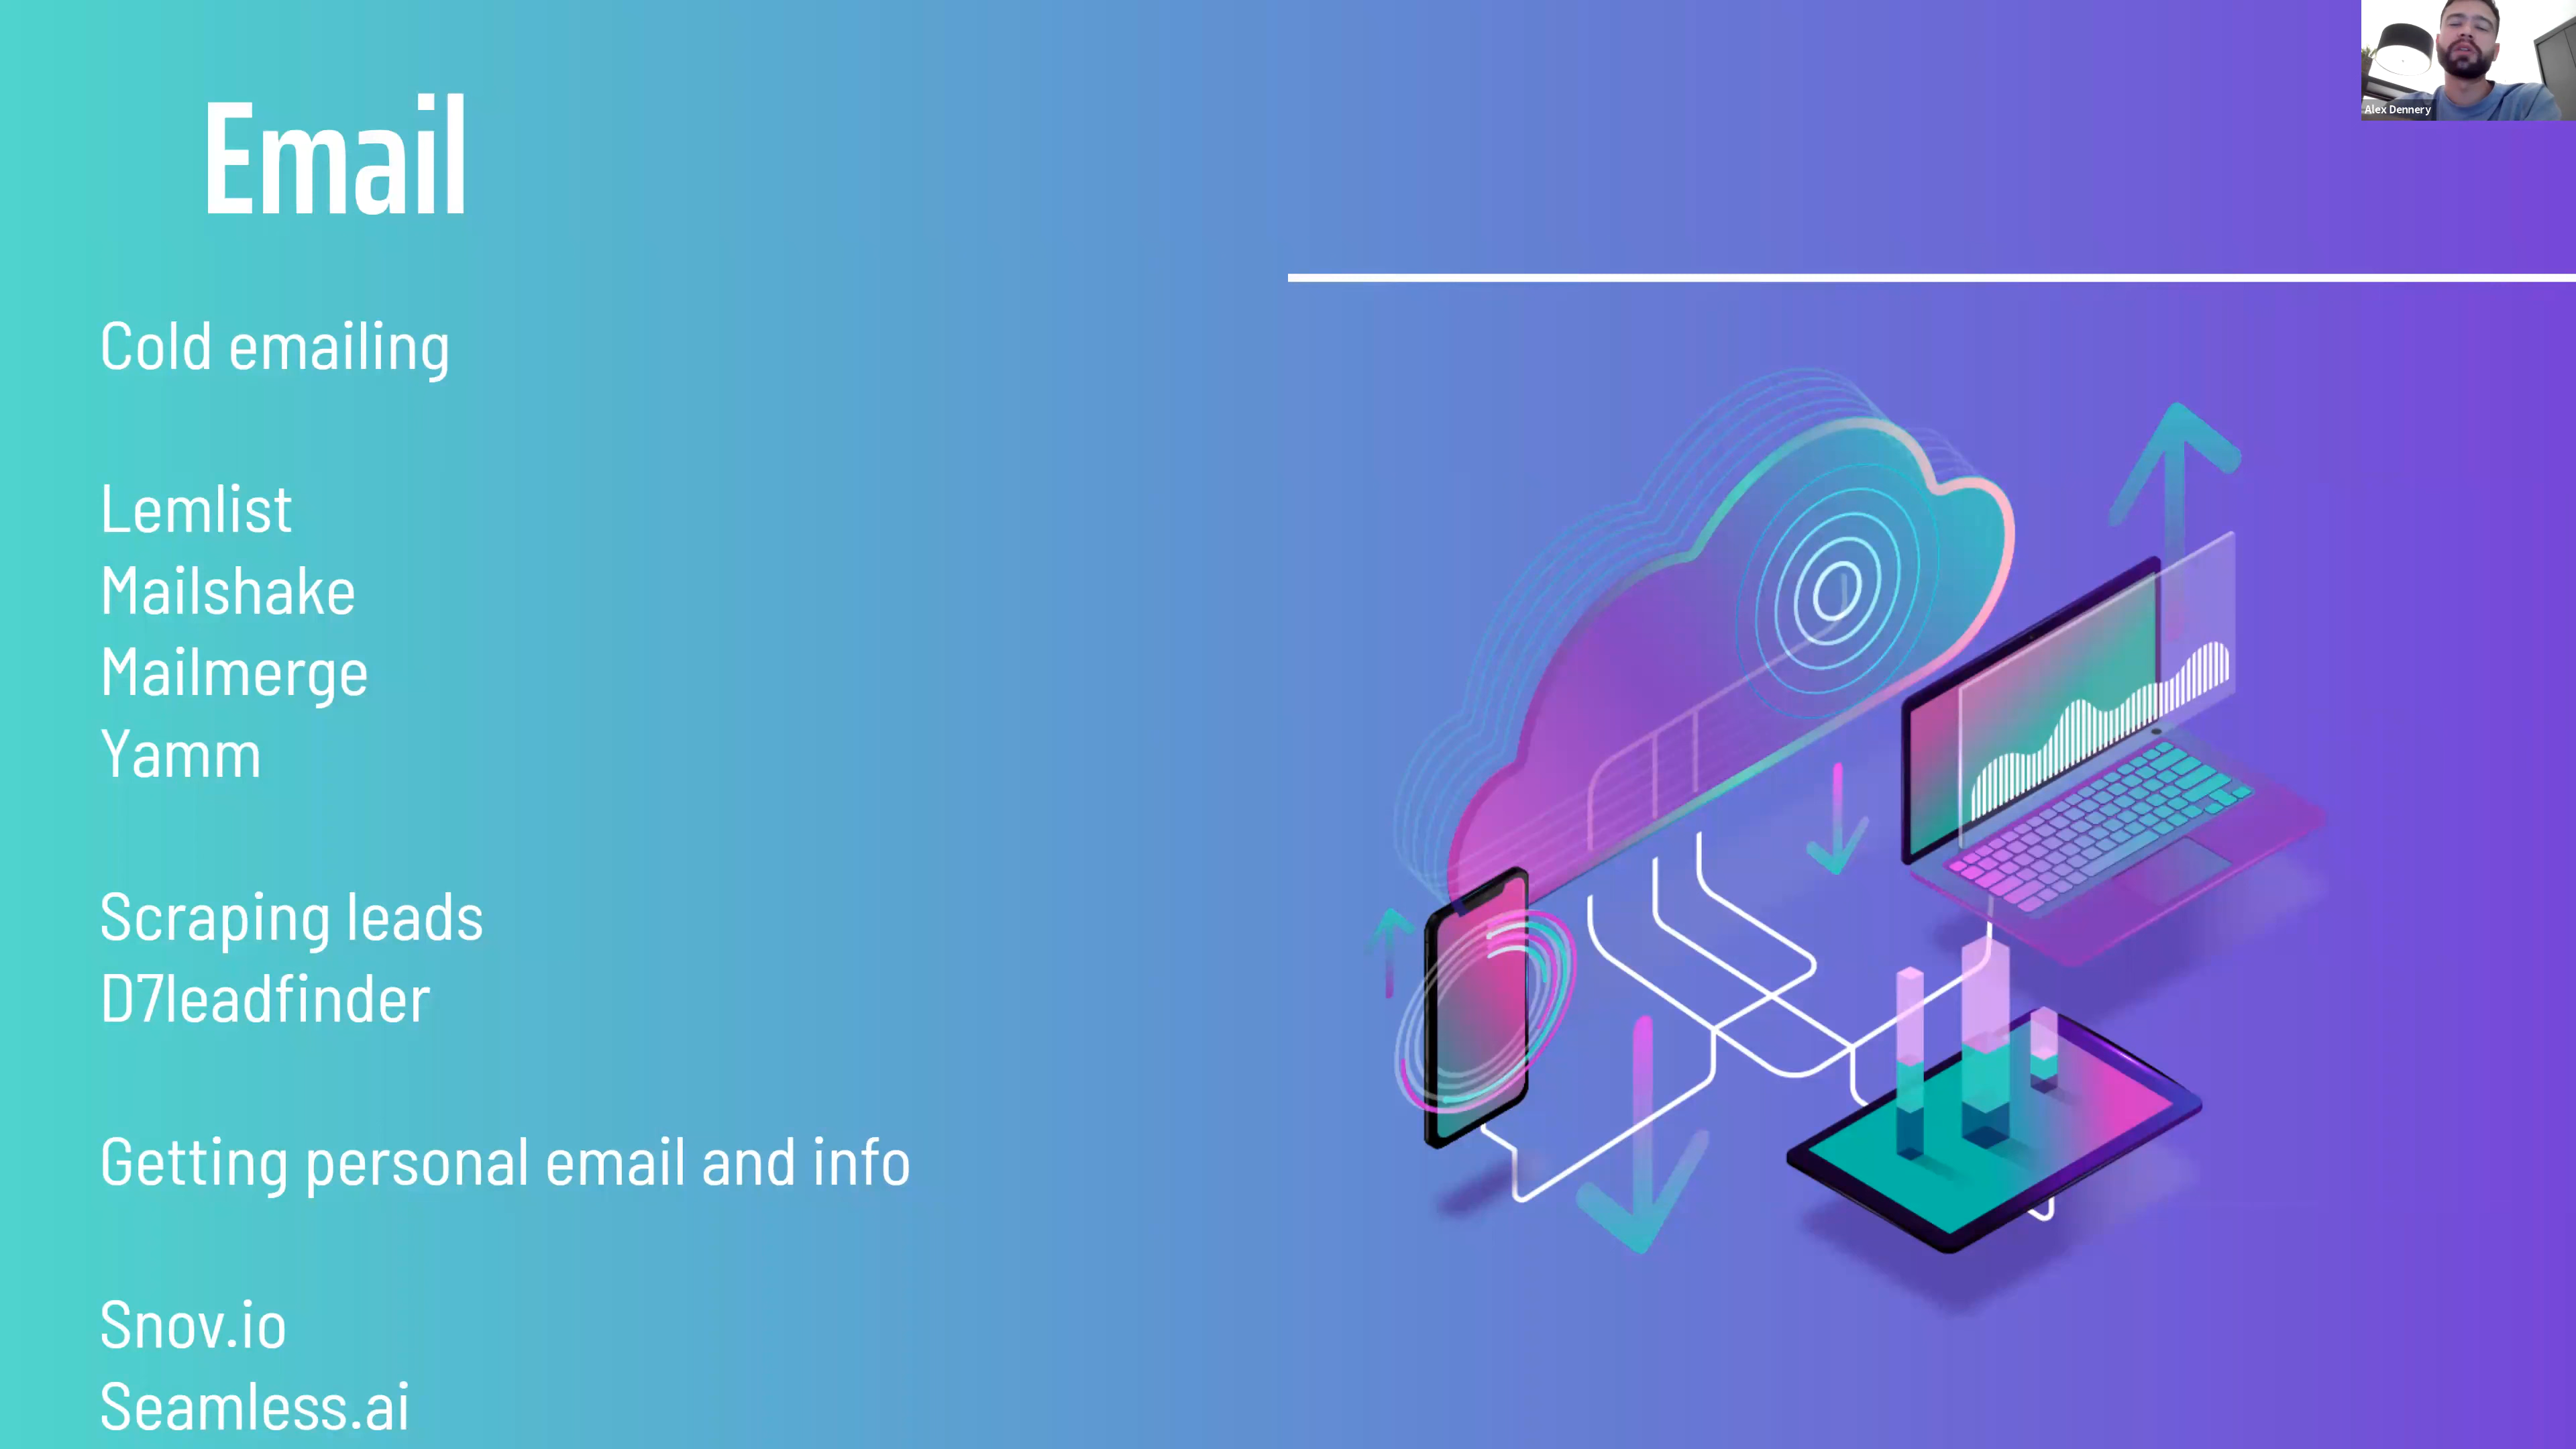 Email
Alex Dennery
Cold emailing
Lemlist
Mailshake
Mailmerge
Yamm
Scraping leads
D7leadfinder
Getting personal email and info
Snov.io
Seamless.ai